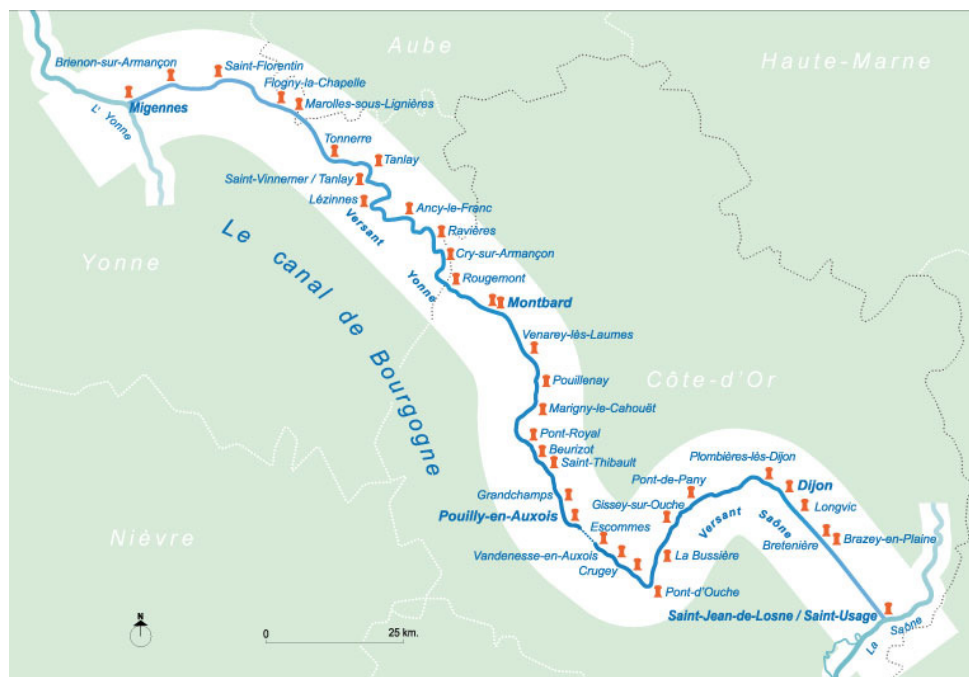 Aube
Haute-Marne
Brienon-sur-Armançon
Saint-Florentin
Flogny-la-Chapelle
Migennes
Marolles-sous-Lignières
L' Yonne
Tonnerre
Tanlay
Saint-Vinnemer / Tanlay
Lézinnes
Ancy-le-Franc
Versant
Yonne
Ravières
Cry-sur-Armançon
Yonne
Rougemont
Le canal de Bourgogne
Montbard
Venarey-lès-Laumes
Pouillenay
Côte-d'Or
Marigny-le-Cahouët
Pont-Royal
Beurizot
Saint-Thibault
Plombières-lès-Dijon
Pont-de-Pany
Dijon
Grandchamps
Gissey-sur-Ouche
Longvic
Pouilly-en-Auxois
Versant
Saône
Escommes
Nièvre
Bretenière
Brazey-en-Plaine
Vandenesse-en-Auxois
La Bussière
Crugey
Pont-d'Ouche
Saint-Jean-de-Losne / Saint-Usage
La Saône
N
0
25 km.